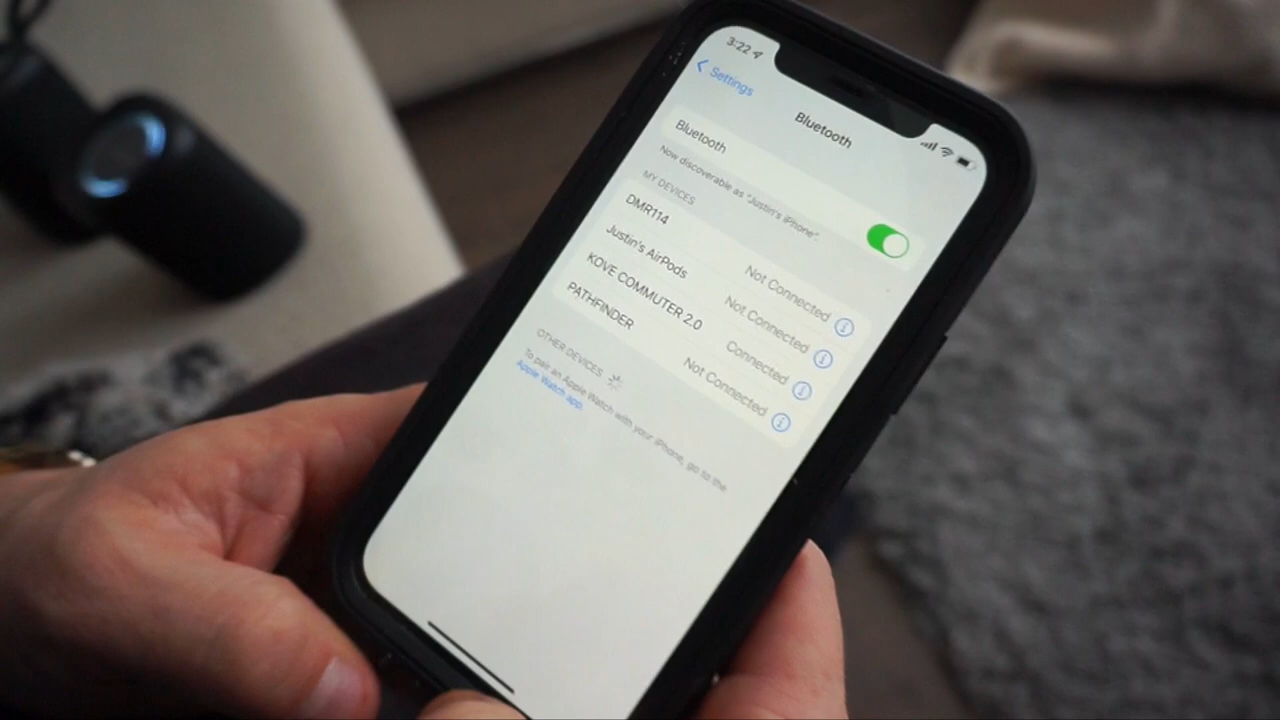 3:22
Settings
Bluetooth
Bluetooth
Now discoverable as "Justin's iPhone".
MY DEVICES
DMR114 Not Connected
Justin's AirPods Not Connected
KOVE COMMUTER 2.0 Connected
PATHFINDER Not Connected
OTHER DEVICES
To pair an Apple Watch with your iPhone, go to the
Apple Watch app.